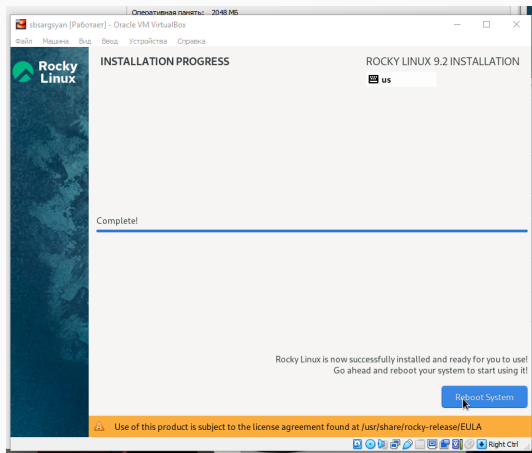 Оперативная память: 2048 МБ
sbsargsyan [Работает] - Oracle VM VirtualBox
Файл Машина Вид Ввод Устройства Справка
Rocky Linux
INSTALLATION PROGRESS
ROCKY LINUX 9.2 INSTALLATION
us
Complete!
Rocky Linux is now successfully installed and ready for you to use!
Go ahead and reboot your system to start using it!
Reboot System
Use of this product is subject to the license agreement found at /usr/share/rocky-release/EULA
Right Ctrl